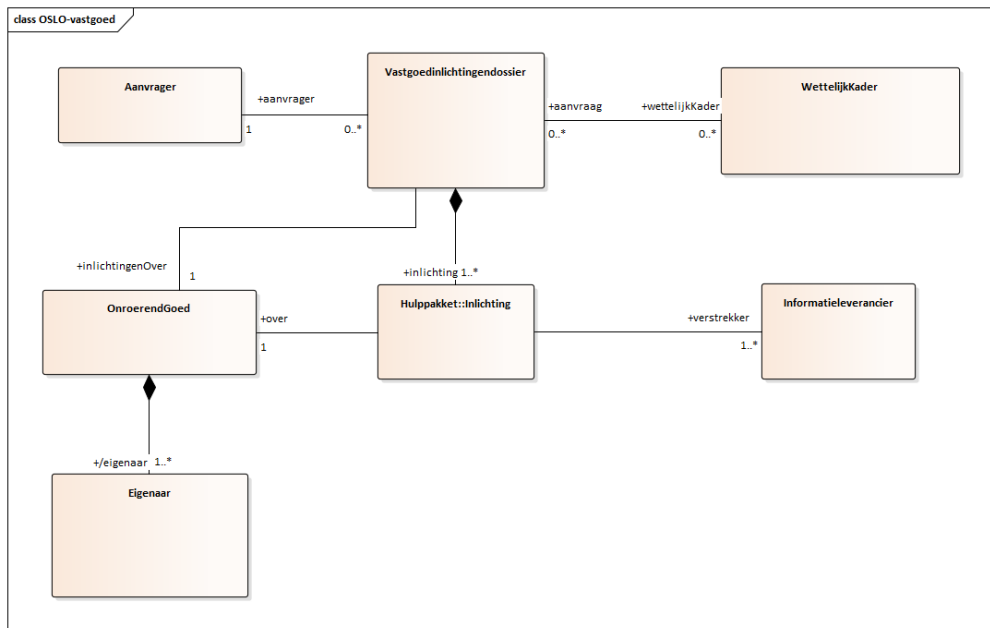 class OSLO-vastgoed
Aanvrager
Vastgoedinlichtingendossier
WettelijkKader
+aanvrager
1
0..*
+aanvraag
0..*
+wettelijkKader
0..*
+inlichtingenOver
1
+inlichting 1..*
OnroerendGoed
+over
1
Hulppakket::Inlichting
+verstrekker
1..*
Informatieleverancier
+/eigenaar 1..*
Eigenaar